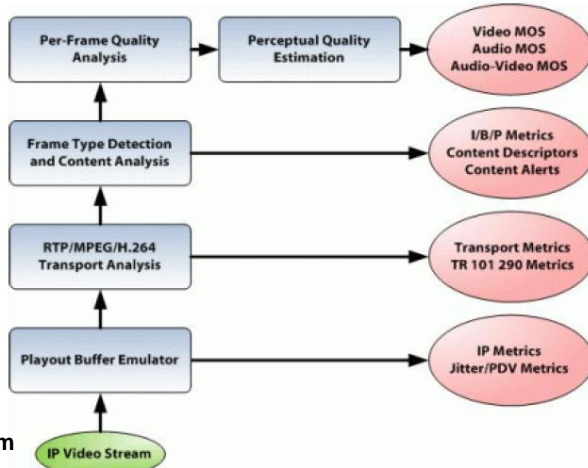 Per-Frame Quality
Analysis
Perceptual Quality
Estimation
Video MOS
Audio MOS
Audio-Video MOS
Frame Type Detection
and Content Analysis
I/B/P Metrics
Content Descriptors
Content Alerts
RTP/MPEG/H.264
Transport Analysis
Transport Metrics
TR 101 290 Metrics
Playout Buffer Emulator
IP Metrics
Jitter/PDV Metrics
m
IP Video Stream